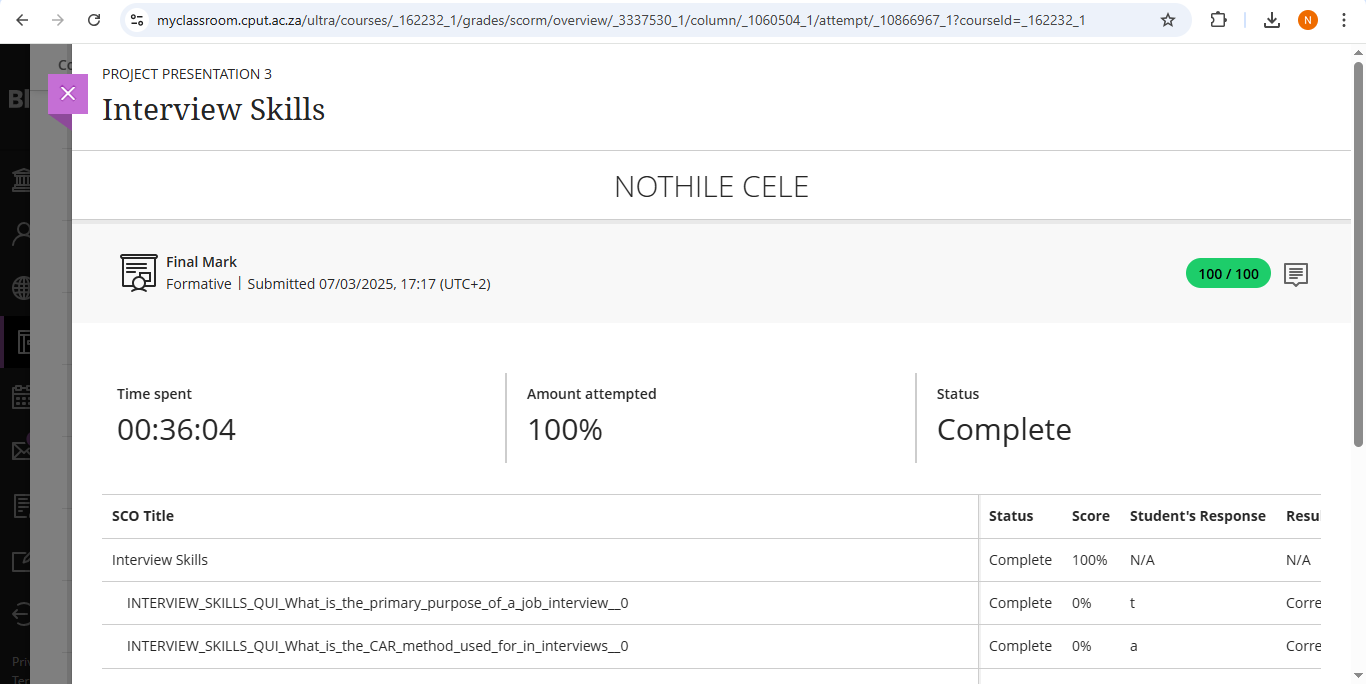 myclassroom.cput.ac.za/ultra/courses/_162232_1/grades/scorm/overview/_3337530_1/column/_1060504_1/attempt/_10866967_1?courseId=_162232_1
N
PROJECT PRESENTATION 3
Interview Skills
NOTHILE CELE
Final Mark
Formative | Submitted 07/03/2025, 17:17 (UTC+2)
100 / 100
Time spent
00:36:04
Amount attempted
100%
Status
Complete
SCO Title Status Score Student's Response Resu
Interview Skills Complete 100% N/A N/A
INTERVIEW_SKILLS_QUI_What_is_the_primary_purpose_of_a_job_interview__0 Complete 0% t Corre
INTERVIEW_SKILLS_QUI_What_is_the_CAR_method_used_for_in_interviews__0 Complete 0% a Corre